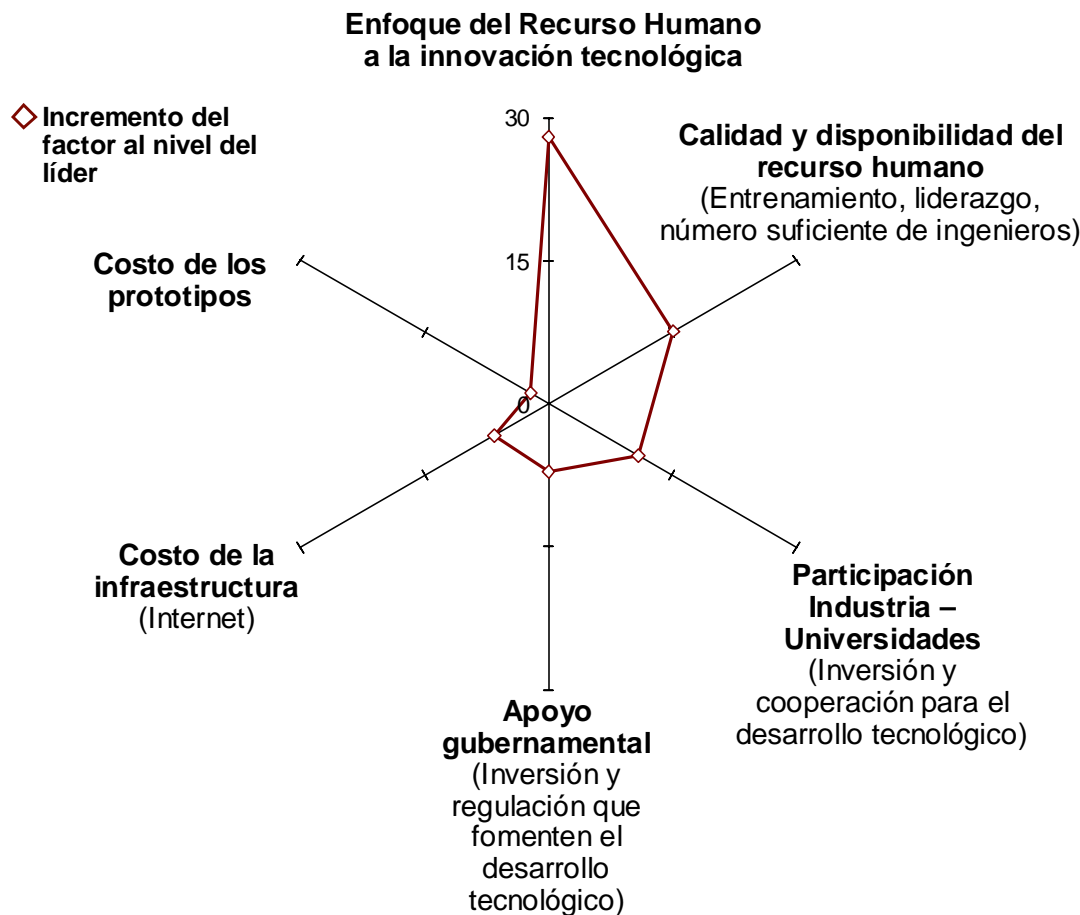 Enfoque del Recurso Humano
a la innovación tecnológica
Incremento del
factor al nivel del
líder
30
15
0
Calidad y disponibilidad del
recurso humano
(Entrenamiento, liderazgo,
número suficiente de ingenieros)
Costo de los
prototipos
Costo de la
infraestructura
(Internet)
Participación
Industria –
Universidades
(Inversión y
cooperación para el
desarrollo tecnológico)
Apoyo
gubernamental
(Inversión y
regulación que
fomenten el
desarrollo
tecnológico)